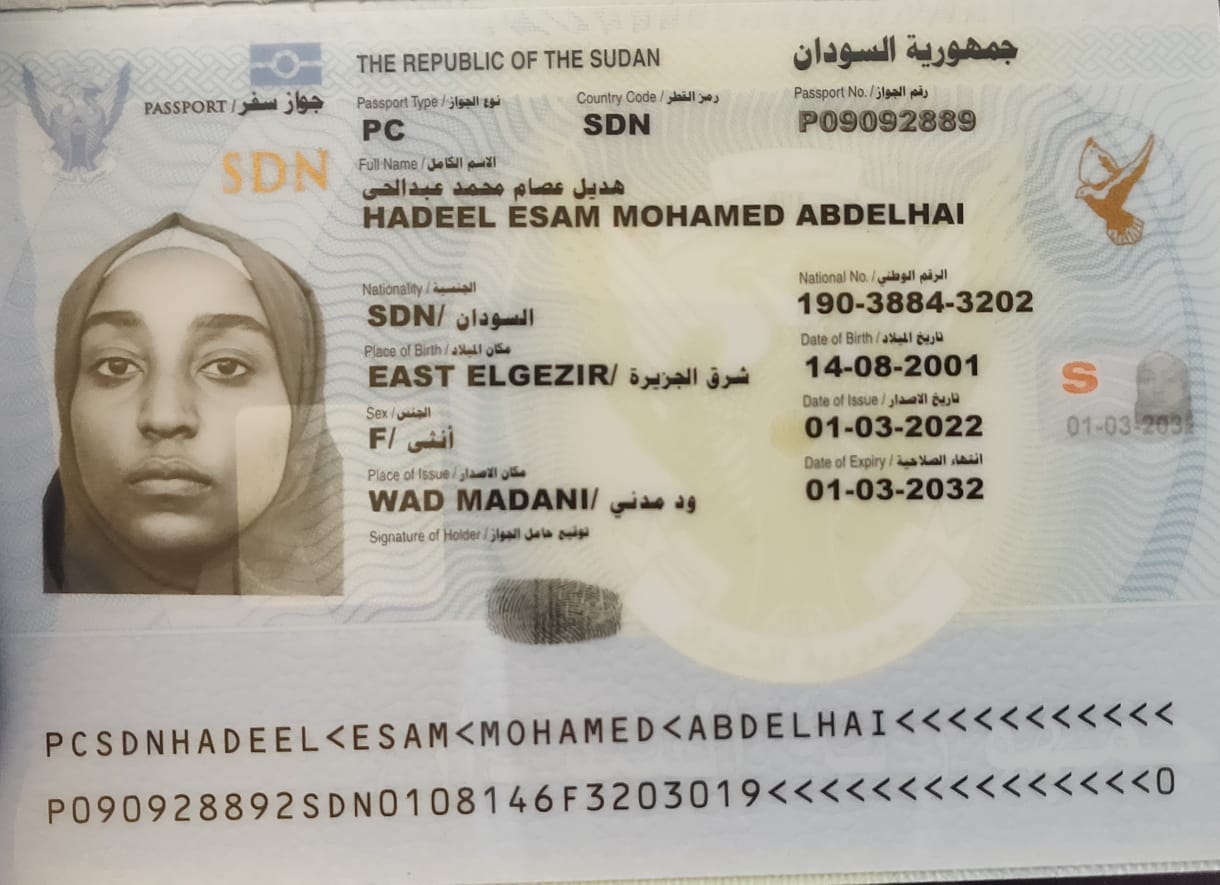 THE REPUBLIC OF THE SUDAN
جمهورية السودان
PASSPORT / جواز سفر
Passport Type / نوع الجواز
Country Code / رمز القطر
Passport No. / رقم الجواز
PC
SDN
P09092889
SDN
Full Name / الاسم الكامل
هديل عصام محمد عبدالحى
HADEEL ESAM MOHAMED ABDELHAI
Nationality / الجنسية
National No. / الرقم الوطني
SDN/ السودان
190-3884-3202
Place of Birth / مكان الميلاد
Date of Birth / تاريخ الميلاد
EAST ELGEZIR/ شرق الجزيرة
14-08-2001
Sex / الجنس
Date of Issue / تاريخ الاصدار
F/ أنثى
01-03-2022
S
01-03-2032
Place of Issue / مكان الاصدار
Date of Expiry / انتهاء الصلاحية
WAD MADANI/ ود مدني
01-03-2032
Signature of Holder / توقيع حامل الجواز
PCSDNHADEEL<ESAM<MOHAMED<ABDELHAI<<<<<<<<<<<
P090928892SDN0108146F3203019<<<<<<<<<<<<<<<0